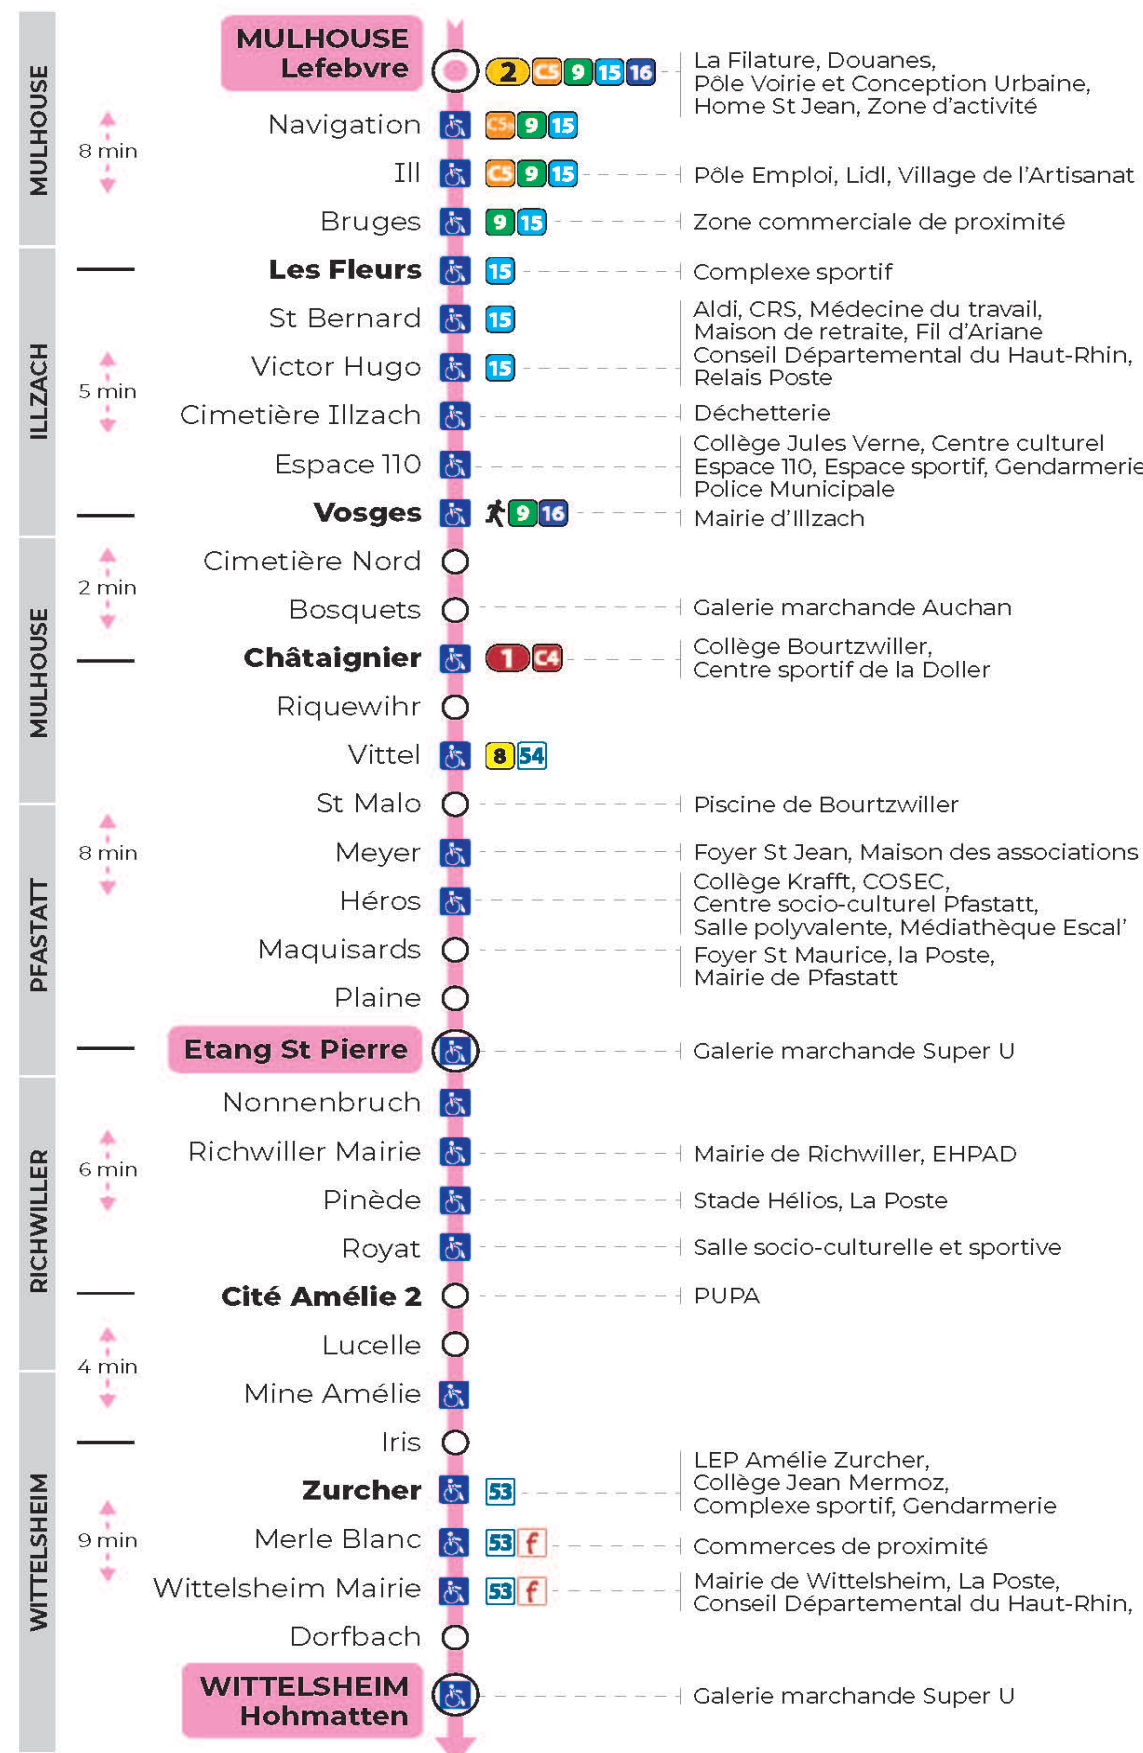 MULHOUSE
Lefebvre
2 C5 9 15 16
La Filature, Douanes,
Pôle Voirie et Conception Urbaine,
Home St Jean, Zone d'activité
MULHOUSE
8 min
Navigation
C5 9 15
Ill
C5 9 15
Pôle Emploi, Lidl, Village de l'Artisanat
Bruges
9 15
Zone commerciale de proximité
ILLZACH
5 min
Les Fleurs
15
Complexe sportif
St Bernard
15
Aldi, CRS, Médecine du travail,
Maison de retraite, Fil d'Ariane
Victor Hugo
15
Conseil Départemental du Haut-Rhin,
Relais Poste
Cimetière Illzach
Déchetterie
Espace 110
Collège Jules Verne, Centre culturel
Espace 110, Espace sportif, Gendarmerie
Police Municipale
Vosges
9 16
Mairie d'Illzach
MULHOUSE
2 min
Cimetière Nord
Bosquets
Galerie marchande Auchan
Châtaignier
1 C4
Collège Bourtzwiller,
Centre sportif de la Doller
Riquewihr
Vittel
8 54
PFASTATT
8 min
St Malo
Piscine de Bourtzwiller
Meyer
Foyer St Jean, Maison des associations
Héros
Collège Krafft, COSEC,
Centre socio-culturel Pfastatt,
Salle polyvalente, Médiathèque Escal'
Maquisards
Foyer St Maurice, la Poste,
Mairie de Pfastatt
Plaine
Etang St Pierre
Galerie marchande Super U
RICHWILLER
6 min
Nonnenbruch
Richwiller Mairie
Mairie de Richwiller, EHPAD
Pinède
Stade Hélios, La Poste
Royat
Salle socio-culturelle et sportive
Cité Amélie 2
PUPA
4 min
Lucelle
Mine Amélie
WITTELSHEIM
Iris
9 min
Zurcher
53
LEP Amélie Zurcher,
Collège Jean Mermoz,
Complexe sportif, Gendarmerie
Merle Blanc
53 f
Commerces de proximité
Wittelsheim Mairie
53 f
Mairie de Wittelsheim, La Poste,
Conseil Départemental du Haut-Rhin,
Dorfbach
WITTELSHEIM
Hohmatten
Galerie marchande Super U